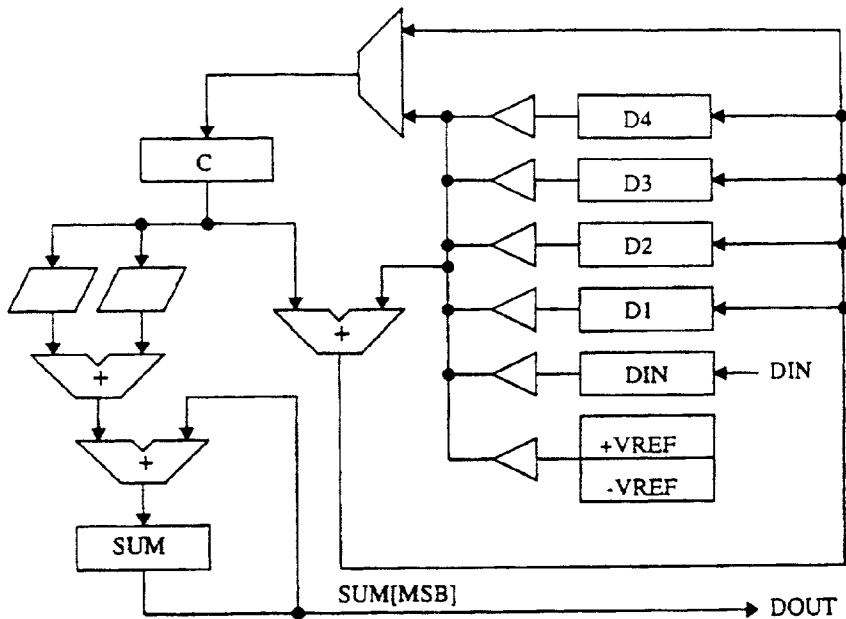 D4
C
D3
D2
+
D1
+
DIN
DIN
+
+VREF
-VREF
SUM
SUM[MSB]
DOUT